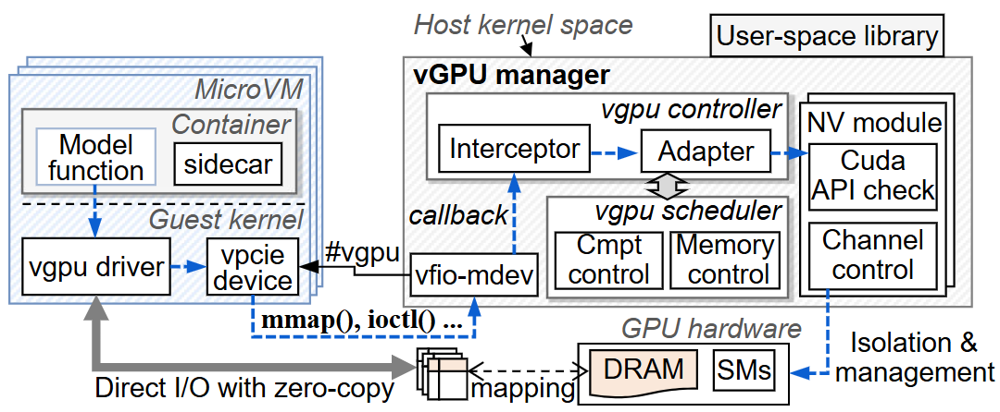 Host kernel space
User-space library
MicroVM
Container
Model
function
sidecar
Guest kernel
vgpu driver
vpcie
device
#vgpu
mmap(), ioctl() ...
vGPU manager
vgpu controller
Interceptor
Adapter
callback
vgpu scheduler
Cmpt
control
Memory
control
vfio-mdev
NV module
Cuda
API check
Channel
control
GPU hardware
DRAM
SMs
Isolation &
management
Direct I/O with zero-copy
mapping